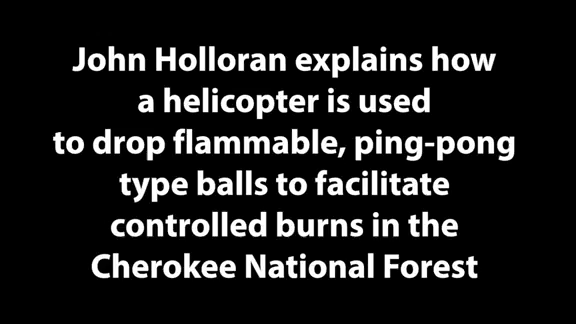 John Holloran explains how
a helicopter is used
to drop flammable, ping-pong
type balls to facilitate
controlled burns in the
Cherokee National Forest